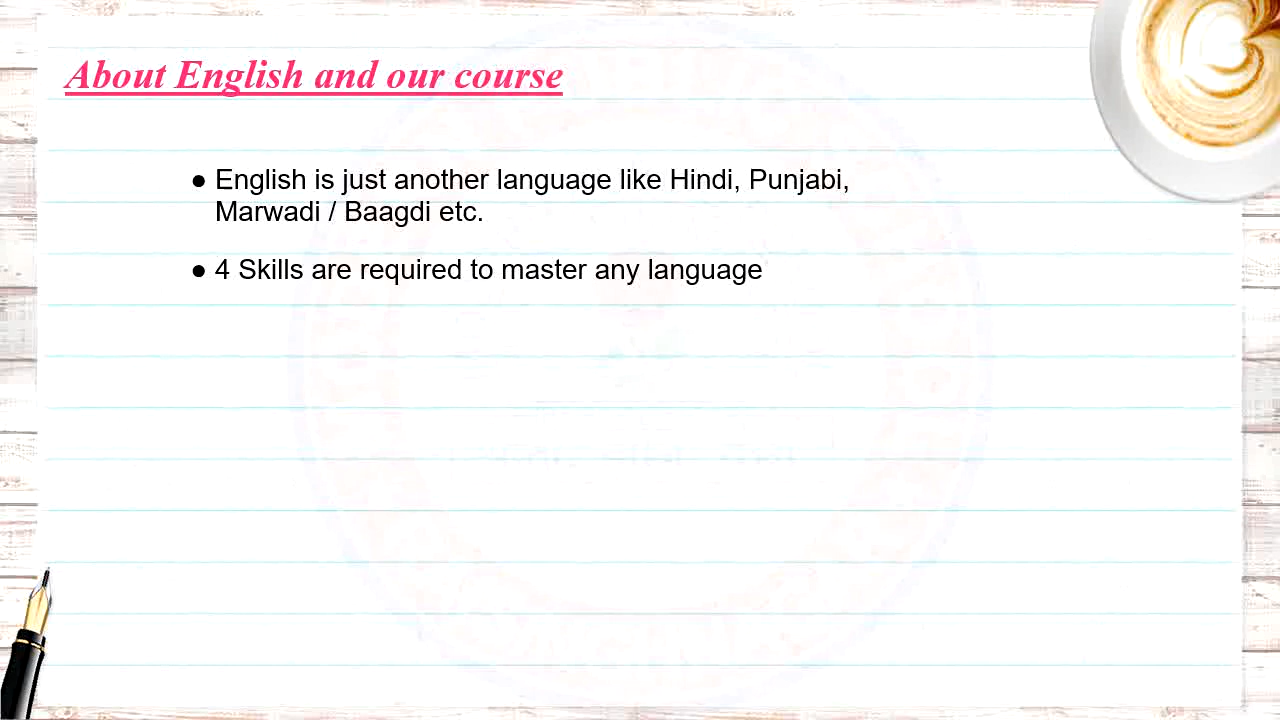 About English and our course
● English is just another language like Hindi, Punjabi,
Marwadi / Baagdi etc.
● 4 Skills are required to master any language